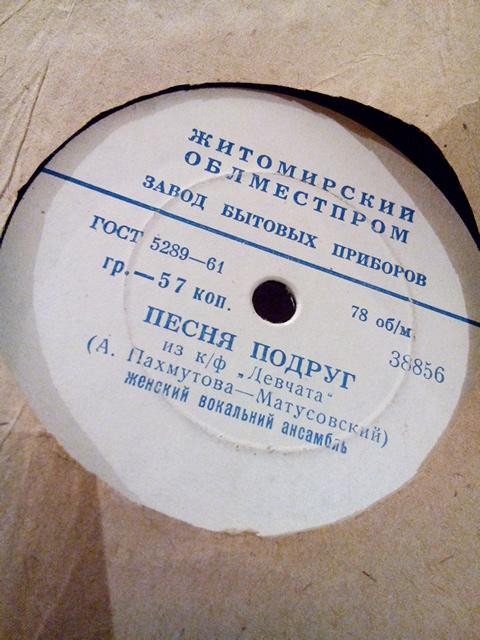 ЖИТОМИРСКИЙ
ОБЛМЕСТПРОМ
ЗАВОД БЫТОВЫХ ПРИБОРОВ
ГОСТ 5289—61
гр.—57 коп.
78 об/м.
38856
ПЕСНЯ ПОДРУГ
из к/ф „Девчата"
(А. Пахмутова—Матусовский)
женский вокальний ансамбль